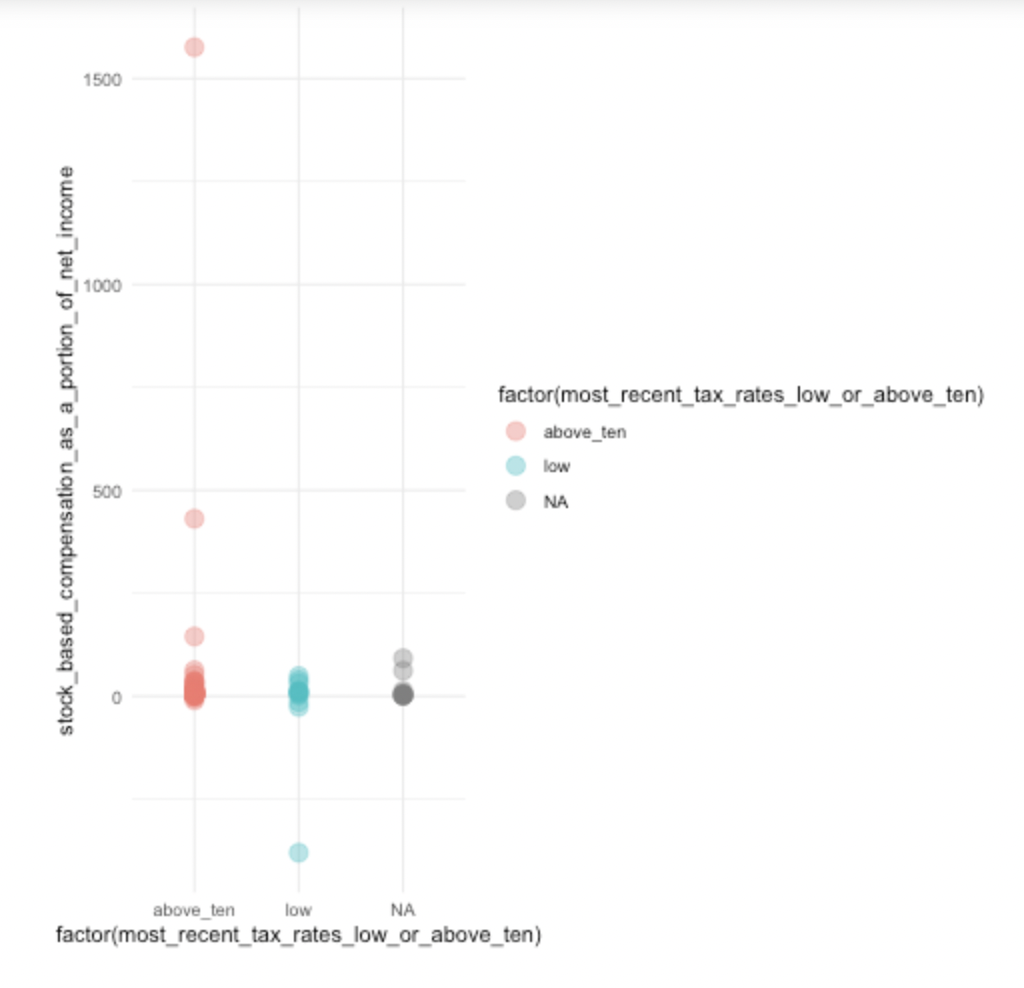 stock_based_compensation_as_a_portion_of_net_income
1500
1000
500
0
above_ten low NA
factor(most_recent_tax_rates_low_or_above_ten)
factor(most_recent_tax_rates_low_or_above_ten)
above_ten
low
NA